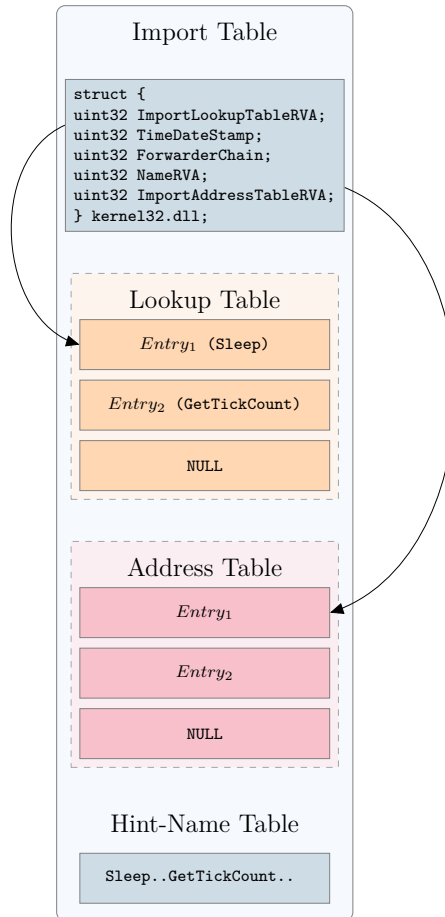 Import Table
struct {
uint32 ImportLookupTableRVA;
uint32 TimeDateStamp;
uint32 ForwarderChain;
uint32 NameRVA;
uint32 ImportAddressTableRVA;
} kernel32.dll;
Lookup Table
Entry₁ (Sleep)
Entry₂ (GetTickCount)
NULL
Address Table
Entry₁
Entry₂
NULL
Hint-Name Table
Sleep..GetTickCount..